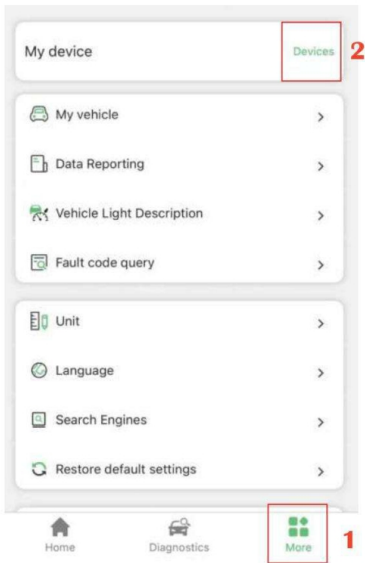 My device Devices 2
My vehicle
Data Reporting
Vehicle Light Description
Fault code query
Unit
Language
Search Engines
Restore default settings
Home Diagnostics More 1